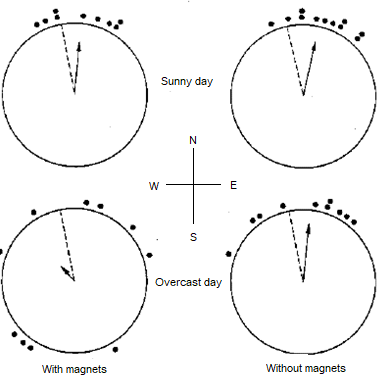 Sunny day
N
W E
S
Overcast day
With magnets
Without magnets